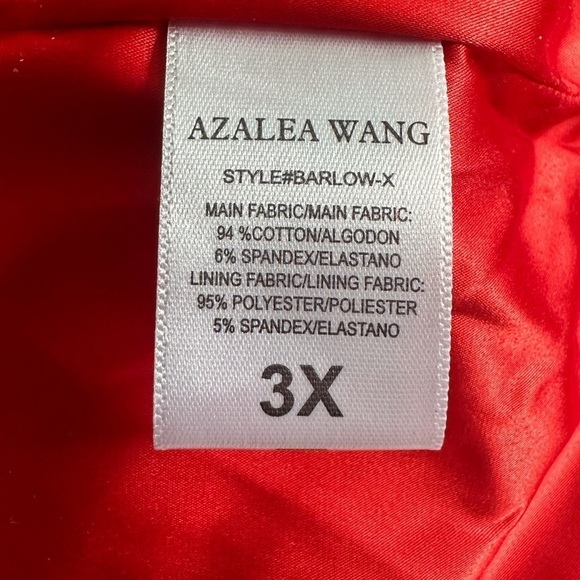 AZALEA WANG
STYLE#BARLOW-X
MAIN FABRIC/MAIN FABRIC:
94 %COTTON/ALGODON
6% SPANDEX/ELASTANO
LINING FABRIC/LINING FABRIC:
95% POLYESTER/POLIESTER
5% SPANDEX/ELASTANO
3X